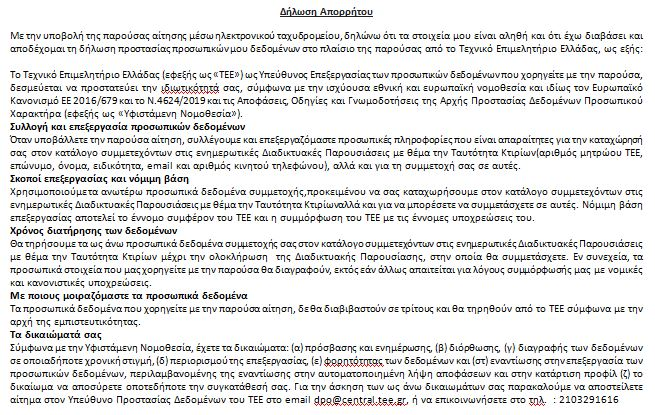 Δήλωση Απορρήτου
Με την υποβολή της παρούσας αίτησης μέσω ηλεκτρονικού ταχυδρομείου, δηλώνω ότι τα στοιχεία μου είναι αληθή και ότι έχω διαβάσει και
αποδέχομαι τη δήλωση προστασίας προσωπικών μου δεδομένων στο πλαίσιο της παρούσας από το Τεχνικό Επιμελητήριο Ελλάδας, ως εξής:
Το Τεχνικό Επιμελητήριο Ελλάδας (εφεξής ως «ΤΕΕ») ως Υπεύθυνος Επεξεργασίας των προσωπικών δεδομένων που χορηγείτε με την παρούσα,
δεσμεύεται να προστατεύει την ιδιωτικότητά σας, σύμφωνα με την ισχύουσα εθνική και ευρωπαϊκή νομοθεσία και ιδίως τον Ευρωπαϊκό
Κανονισμό ΕΕ 2016/679 και το Ν.4624/2019 και τις Αποφάσεις, Οδηγίες και Γνωμοδοτήσεις της Αρχής Προστασίας Δεδομένων Προσωπικού
Χαρακτήρα (εφεξής ως «Υφιστάμενη Νομοθεσία»).
Συλλογή και επεξεργασία προσωπικών δεδομένων
Όταν υποβάλλετε την παρούσα αίτηση, συλλέγουμε και επεξεργαζόμαστε προσωπικές πληροφορίες που είναι απαραίτητες για την καταχώρησή
σας στον κατάλογο συμμετεχόντων στις ενημερωτικές Διαδικτυακές Παρουσιάσεις με θέμα την Ταυτότητα Κτιρίων(αριθμός μητρώου ΤΕΕ,
επώνυμο, όνομα, ειδικότητα, email και αριθμός κινητού τηλεφώνου), αλλά και για τη συμμετοχή σας σε αυτές.
Σκοποί επεξεργασίας και νόμιμη βάση
Χρησιμοποιούμε τα ανωτέρω προσωπικά δεδομένα συμμετοχής,προκειμένου να σας καταχωρήσουμε στον κατάλογο συμμετεχόντων στις
ενημερωτικές Διαδικτυακές Παρουσιάσεις με θέμα την Ταυτότητα Κτιρίωναλλά και για να μπορέσετε να συμμετάσχετε σε αυτές. Νόμιμη βάση
επεξεργασίας αποτελεί το έννομο συμφέρον του ΤΕΕ και η συμμόρφωση του ΤΕΕ με τις έννομες υποχρεώσεις του.
Χρόνος διατήρησης των δεδομένων
Θα τηρήσουμε τα ως άνω προσωπικά δεδομένα συμμετοχής σας στον κατάλογο συμμετεχόντων στις ενημερωτικές Διαδικτυακές Παρουσιάσεις
με θέμα την Ταυτότητα Κτιρίων μέχρι την ολοκλήρωση της Διαδικτυακής Παρουσίασης, στην οποία θα συμμετάσχετε. Εν συνεχεία, τα
προσωπικά στοιχεία που μας χορηγείτε με την παρούσα θα διαγραφούν, εκτός εάν άλλως απαιτείται για λόγους συμμόρφωσής μας με νομικές
και κανονιστικές υποχρεώσεις.
Με ποιους μοιραζόμαστε τα προσωπικά δεδομένα
Τα προσωπικά δεδομένα που χορηγείτε με την παρούσα αίτηση, δε θα διαβιβαστούν σε τρίτους και θα τηρηθούν από το ΤΕΕ σύμφωνα με την
αρχή της εμπιστευτικότητας.
Τα δικαιώματά σας
Σύμφωνα με την Υφιστάμενη Νομοθεσία, έχετε τα δικαιώματα: (α) πρόσβασης και ενημέρωσης, (β) διόρθωσης, (γ) διαγραφής των δεδομένων
σε οποιαδήποτε χρονική στιγμή, (δ) περιορισμού της επεξεργασίας, (ε) φορητότητας των δεδομένων και (στ) εναντίωσης στην επεξεργασία των
προσωπικών δεδομένων, περιλαμβανομένης της εναντίωσης στην αυτοματοποιημένη λήψη αποφάσεων και στην κατάρτιση προφίλ (ζ) το
δικαίωμα να αποσύρετε οποτεδήποτε την συγκατάθεσή σας. Για την άσκηση των ως άνω δικαιωμάτων σας παρακαλούμε να αποστείλετε
αίτημα στον Υπεύθυνο Προστασίας Δεδομένων του ΤΕΕ στο email dpo@central.tee.gr, ή να επικοινωνήσετε στο τηλ. : 2103291616